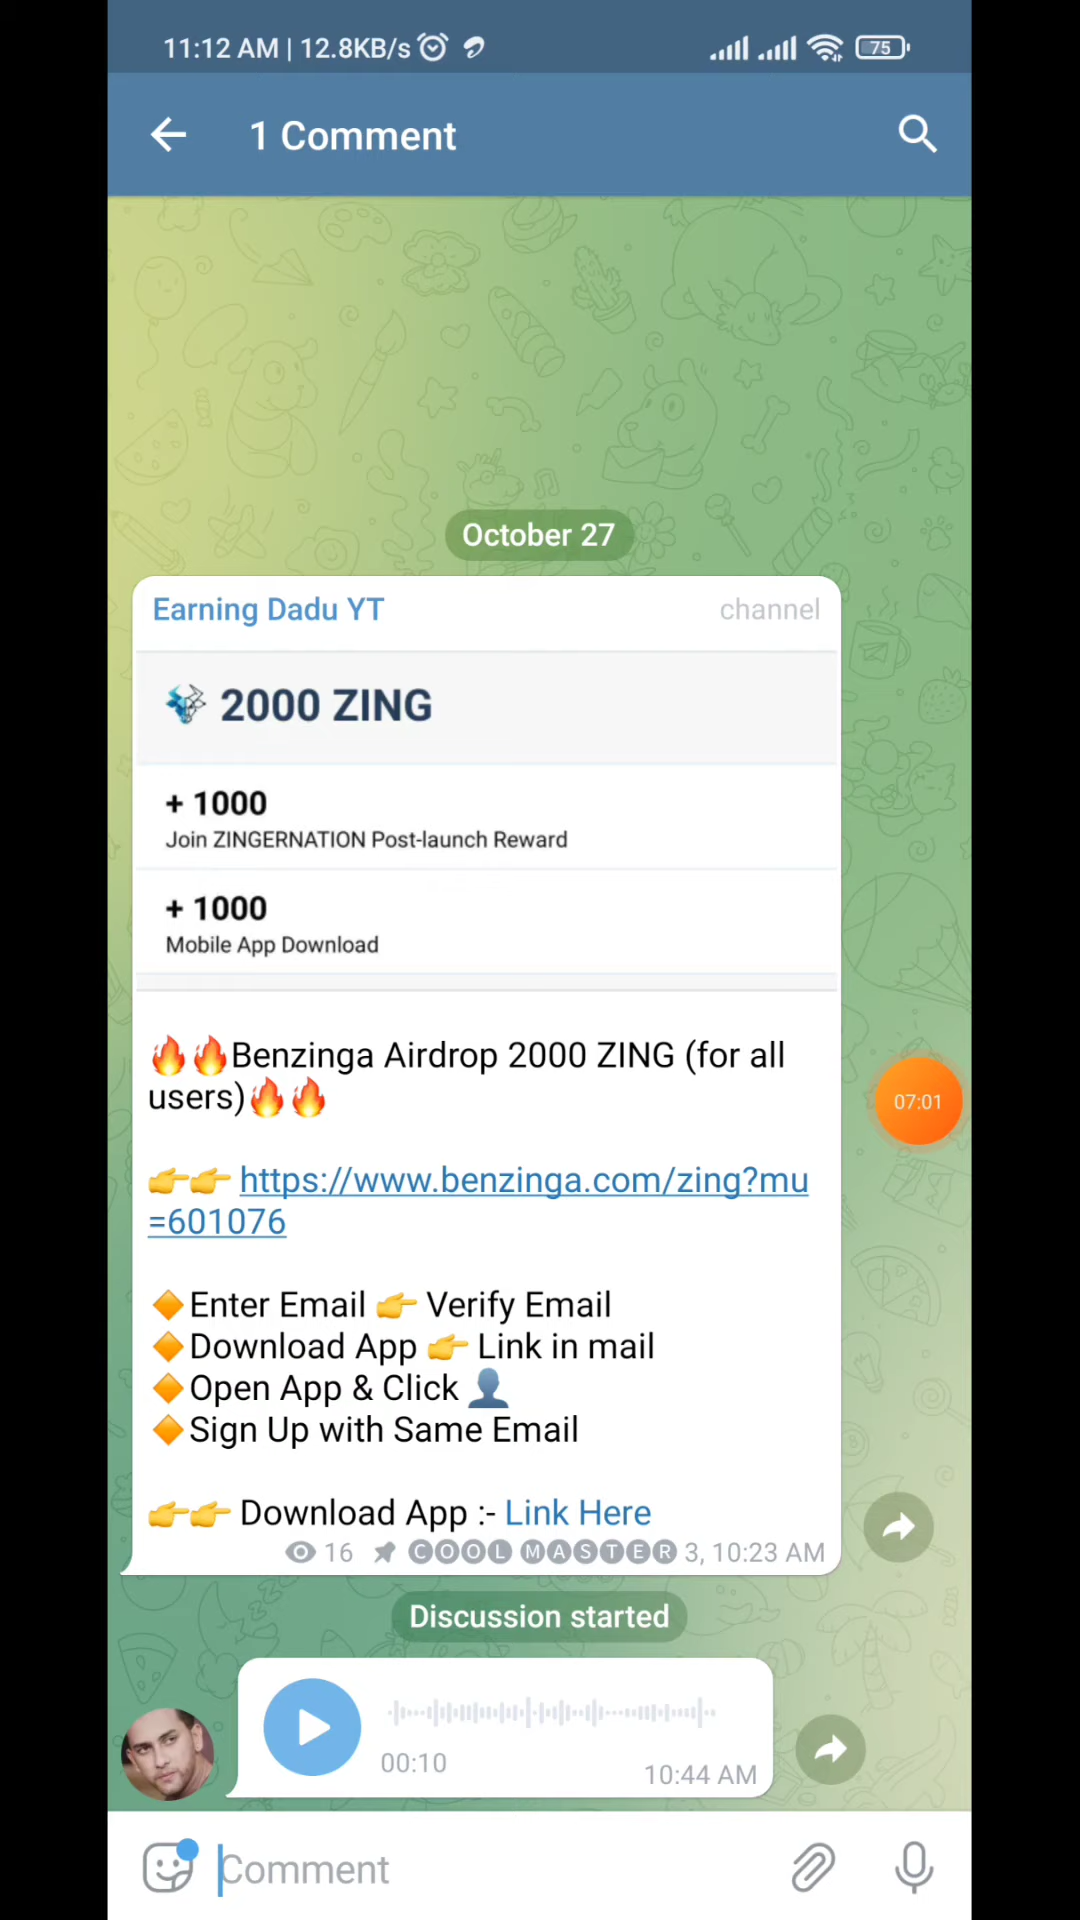 11:12 AM | 12.8KB/s
75
1 Comment
October 27
Earning Dadu YT
channel
2000 ZING
+ 1000
Join ZINGERNATION Post-launch Reward
+ 1000
Mobile App Download
🔥🔥Benzinga Airdrop 2000 ZING (for all
users)🔥🔥
07:01
👉👉 https://www.benzinga.com/zing?mu
=601076
🔶Enter Email 👉 Verify Email
🔶Download App 👉 Link in mail
🔶Open App & Click 👤
🔶Sign Up with Same Email
👉👉 Download App :- Link Here
16 🅒🅞🅞🅛 🅜🅐🅢🅣🅔🅡 3, 10:23 AM
Discussion started
00:10
10:44 AM
Comment